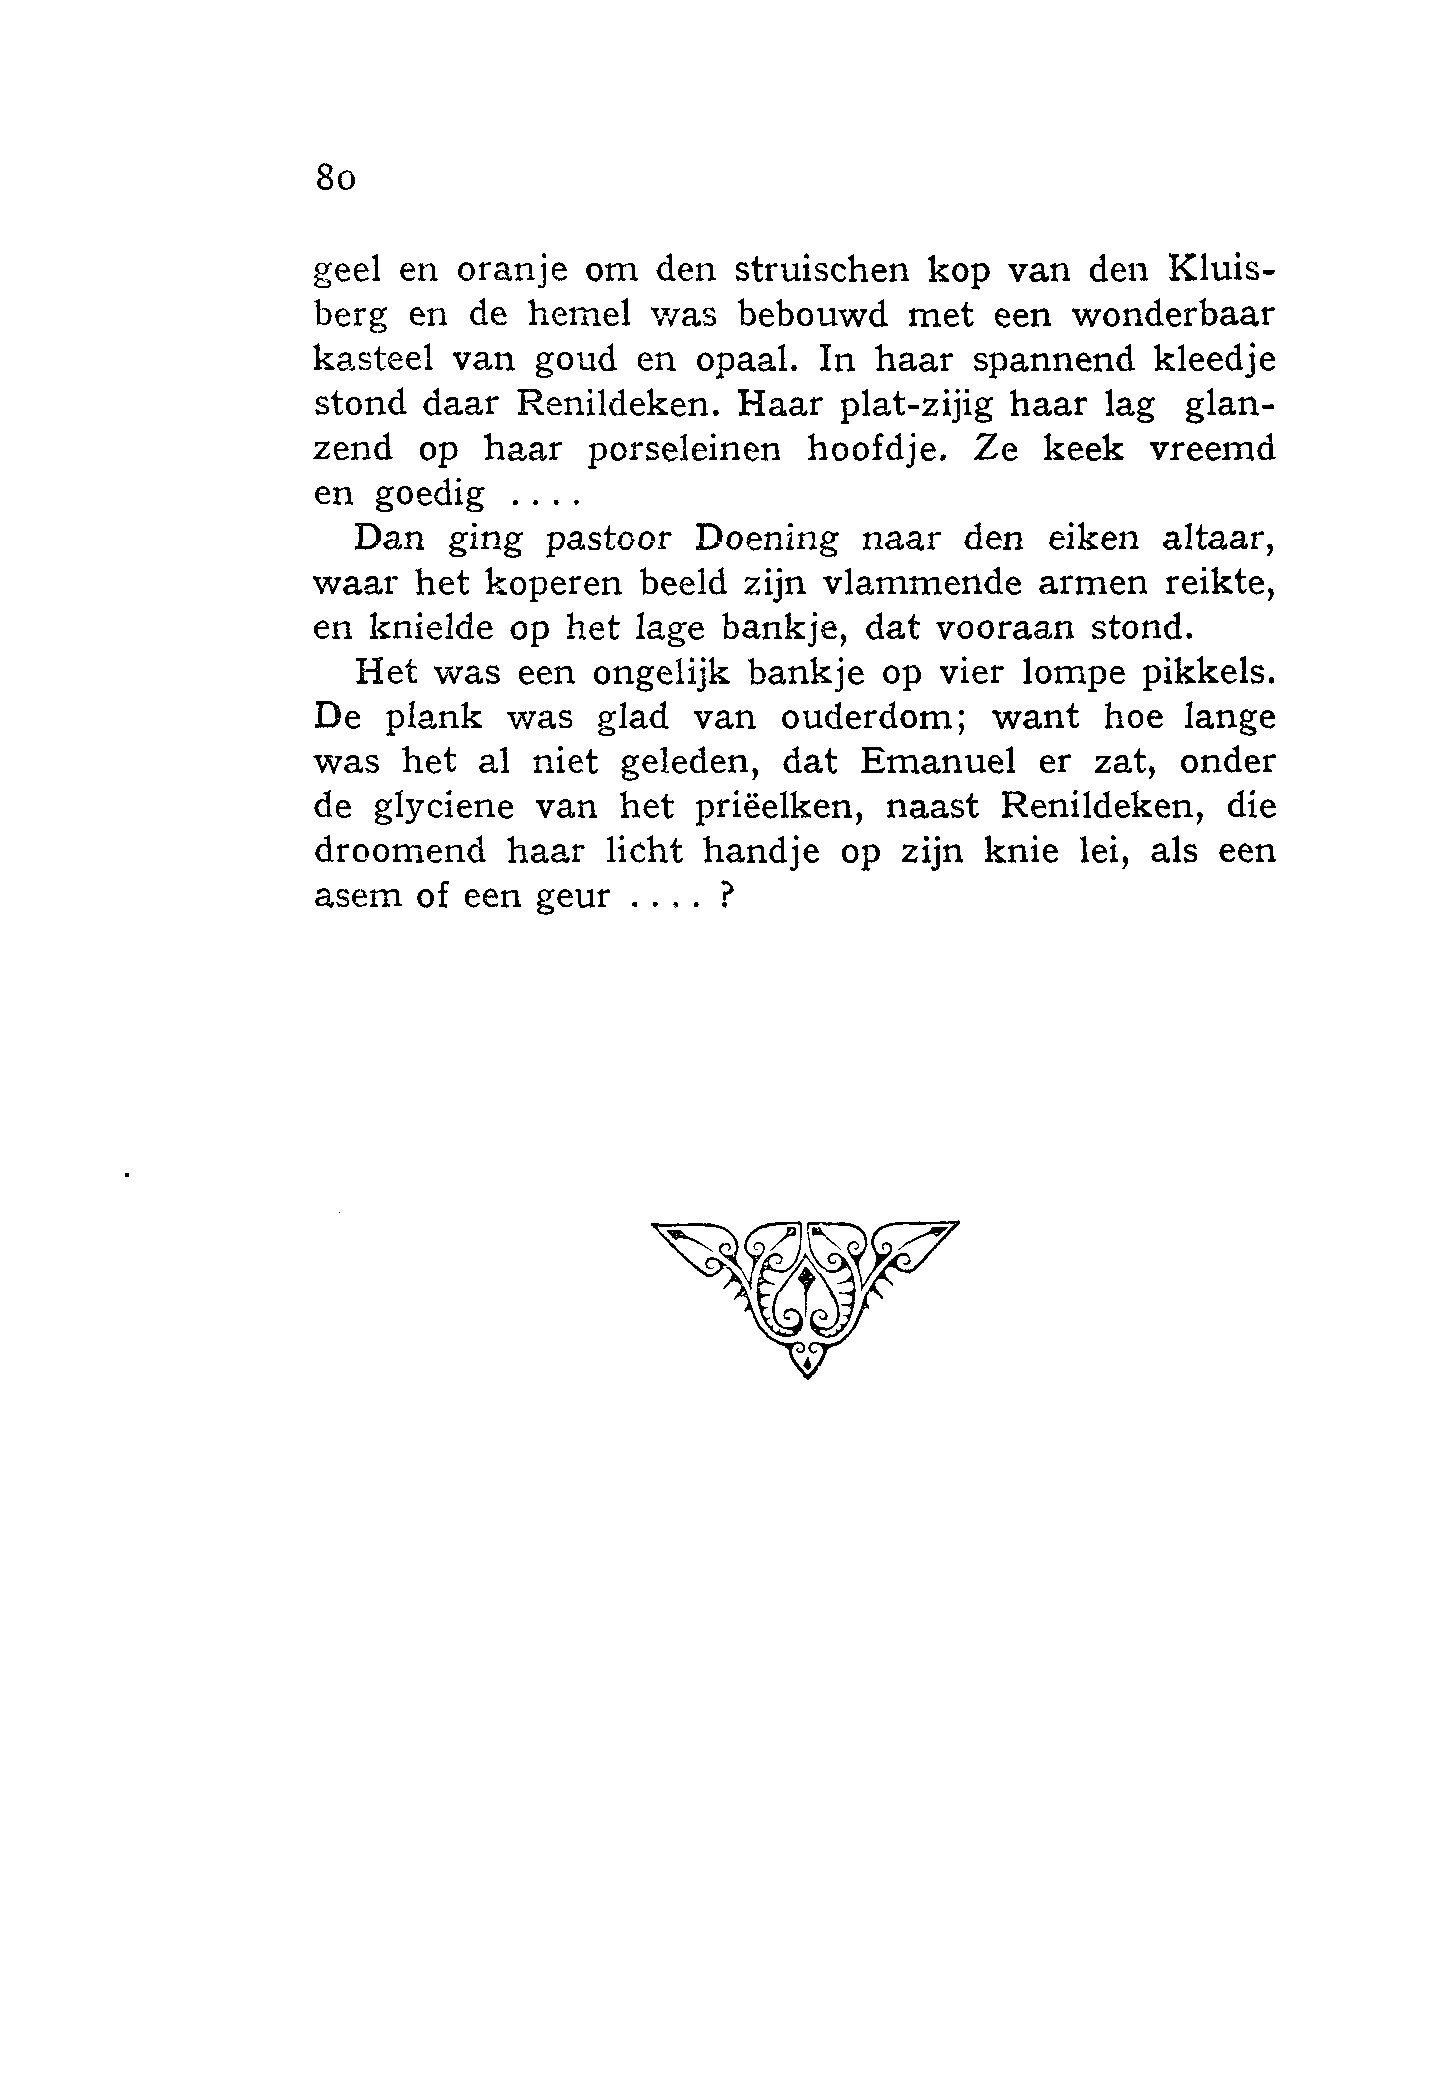 80
geel en oranje om den struischen kop van den Kluis-
berg en de hemel was bebouwd met een wonderbaar
kasteel van goud en opaal. In haar spannend kleedje
stond daar Renildeken. Haar plat-zijig haar lag glan-
zend op haar porseleinen hoofdje. Ze keek vreemd
en goedig ....
Dan ging pastoor Doening naar den eiken altaar,
waar het koperen beeld zijn vlammende armen reikte,
en knielde op het lage bankje, dat vooraan stond.
Het was een ongelijk bankje op vier lompe pikkels.
De plank was glad van ouderdom; want hoe lange
was het al niet geleden, dat Emanuel er zat, onder
de glyciene van het priëelken, naast Renildeken, die
droomend haar licht handje op zijn knie lei, als een
asem of een geur .... ?